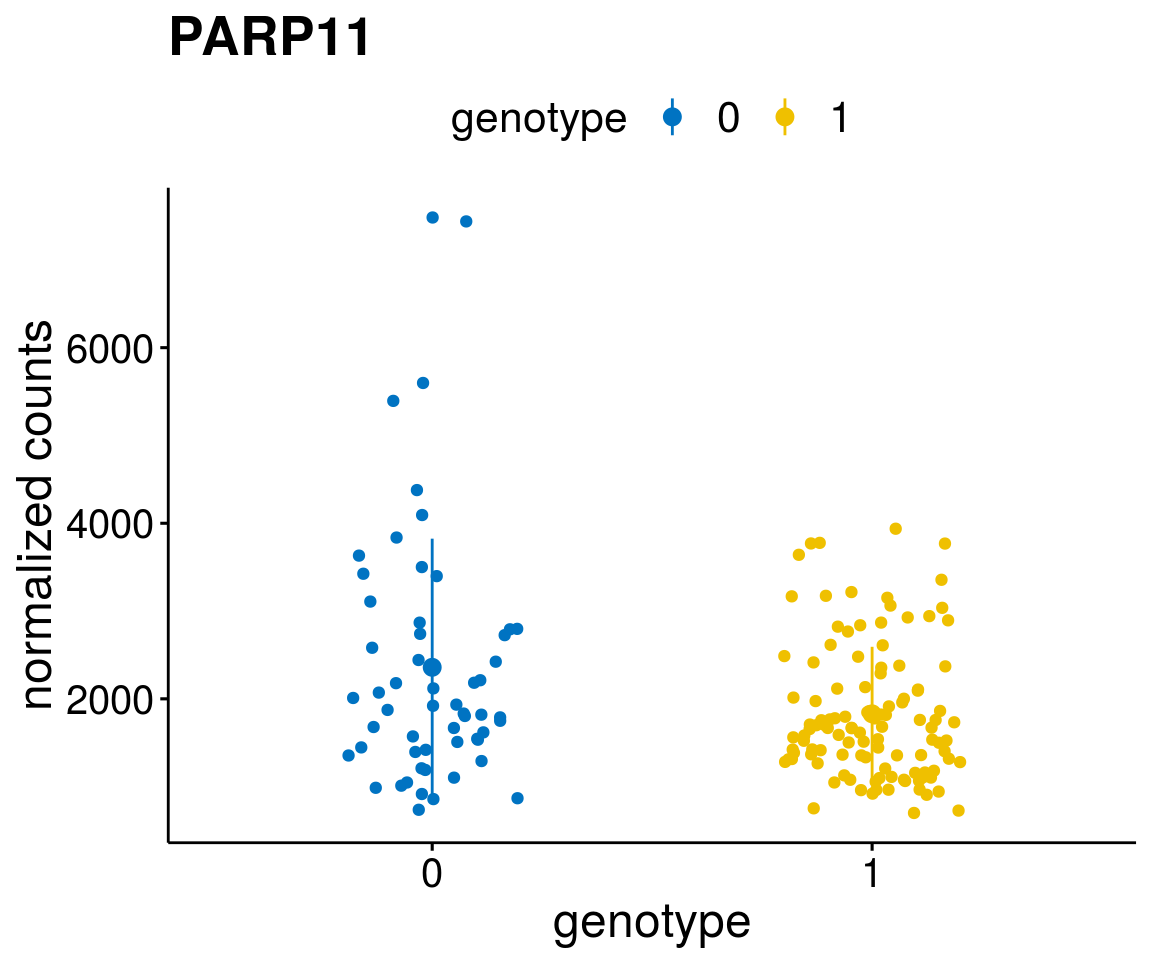 PARP11
genotype 0 1
normalized counts
6000
4000
2000
0 1
genotype